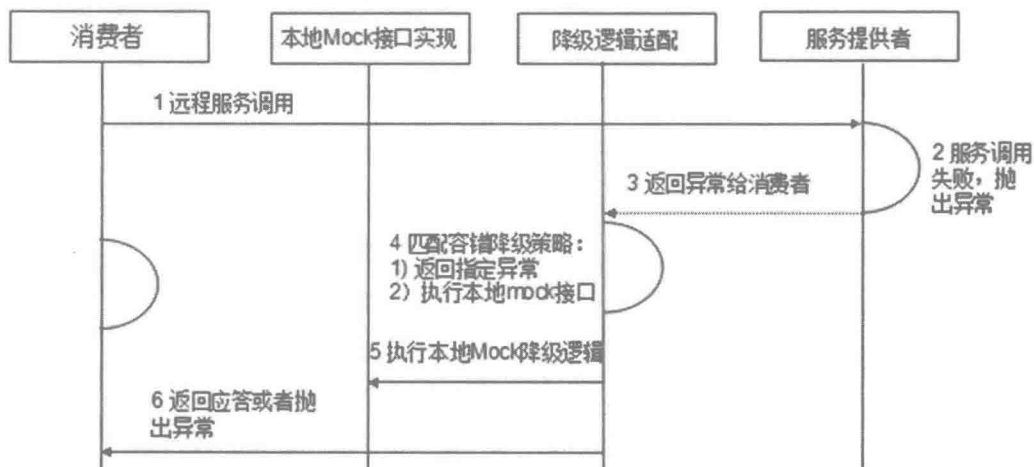 消费者
本地Mock接口实现
降级逻辑适配
服务提供者
1 远程服务调用
2 服务调用
失败，抛
出异常
3 返回异常给消费者
4 匹配容错降级策略：
1) 返回指定异常
2）执行本地mock接口
5 执行本地Mock降级逻辑
6 返回应答或者抛
出异常